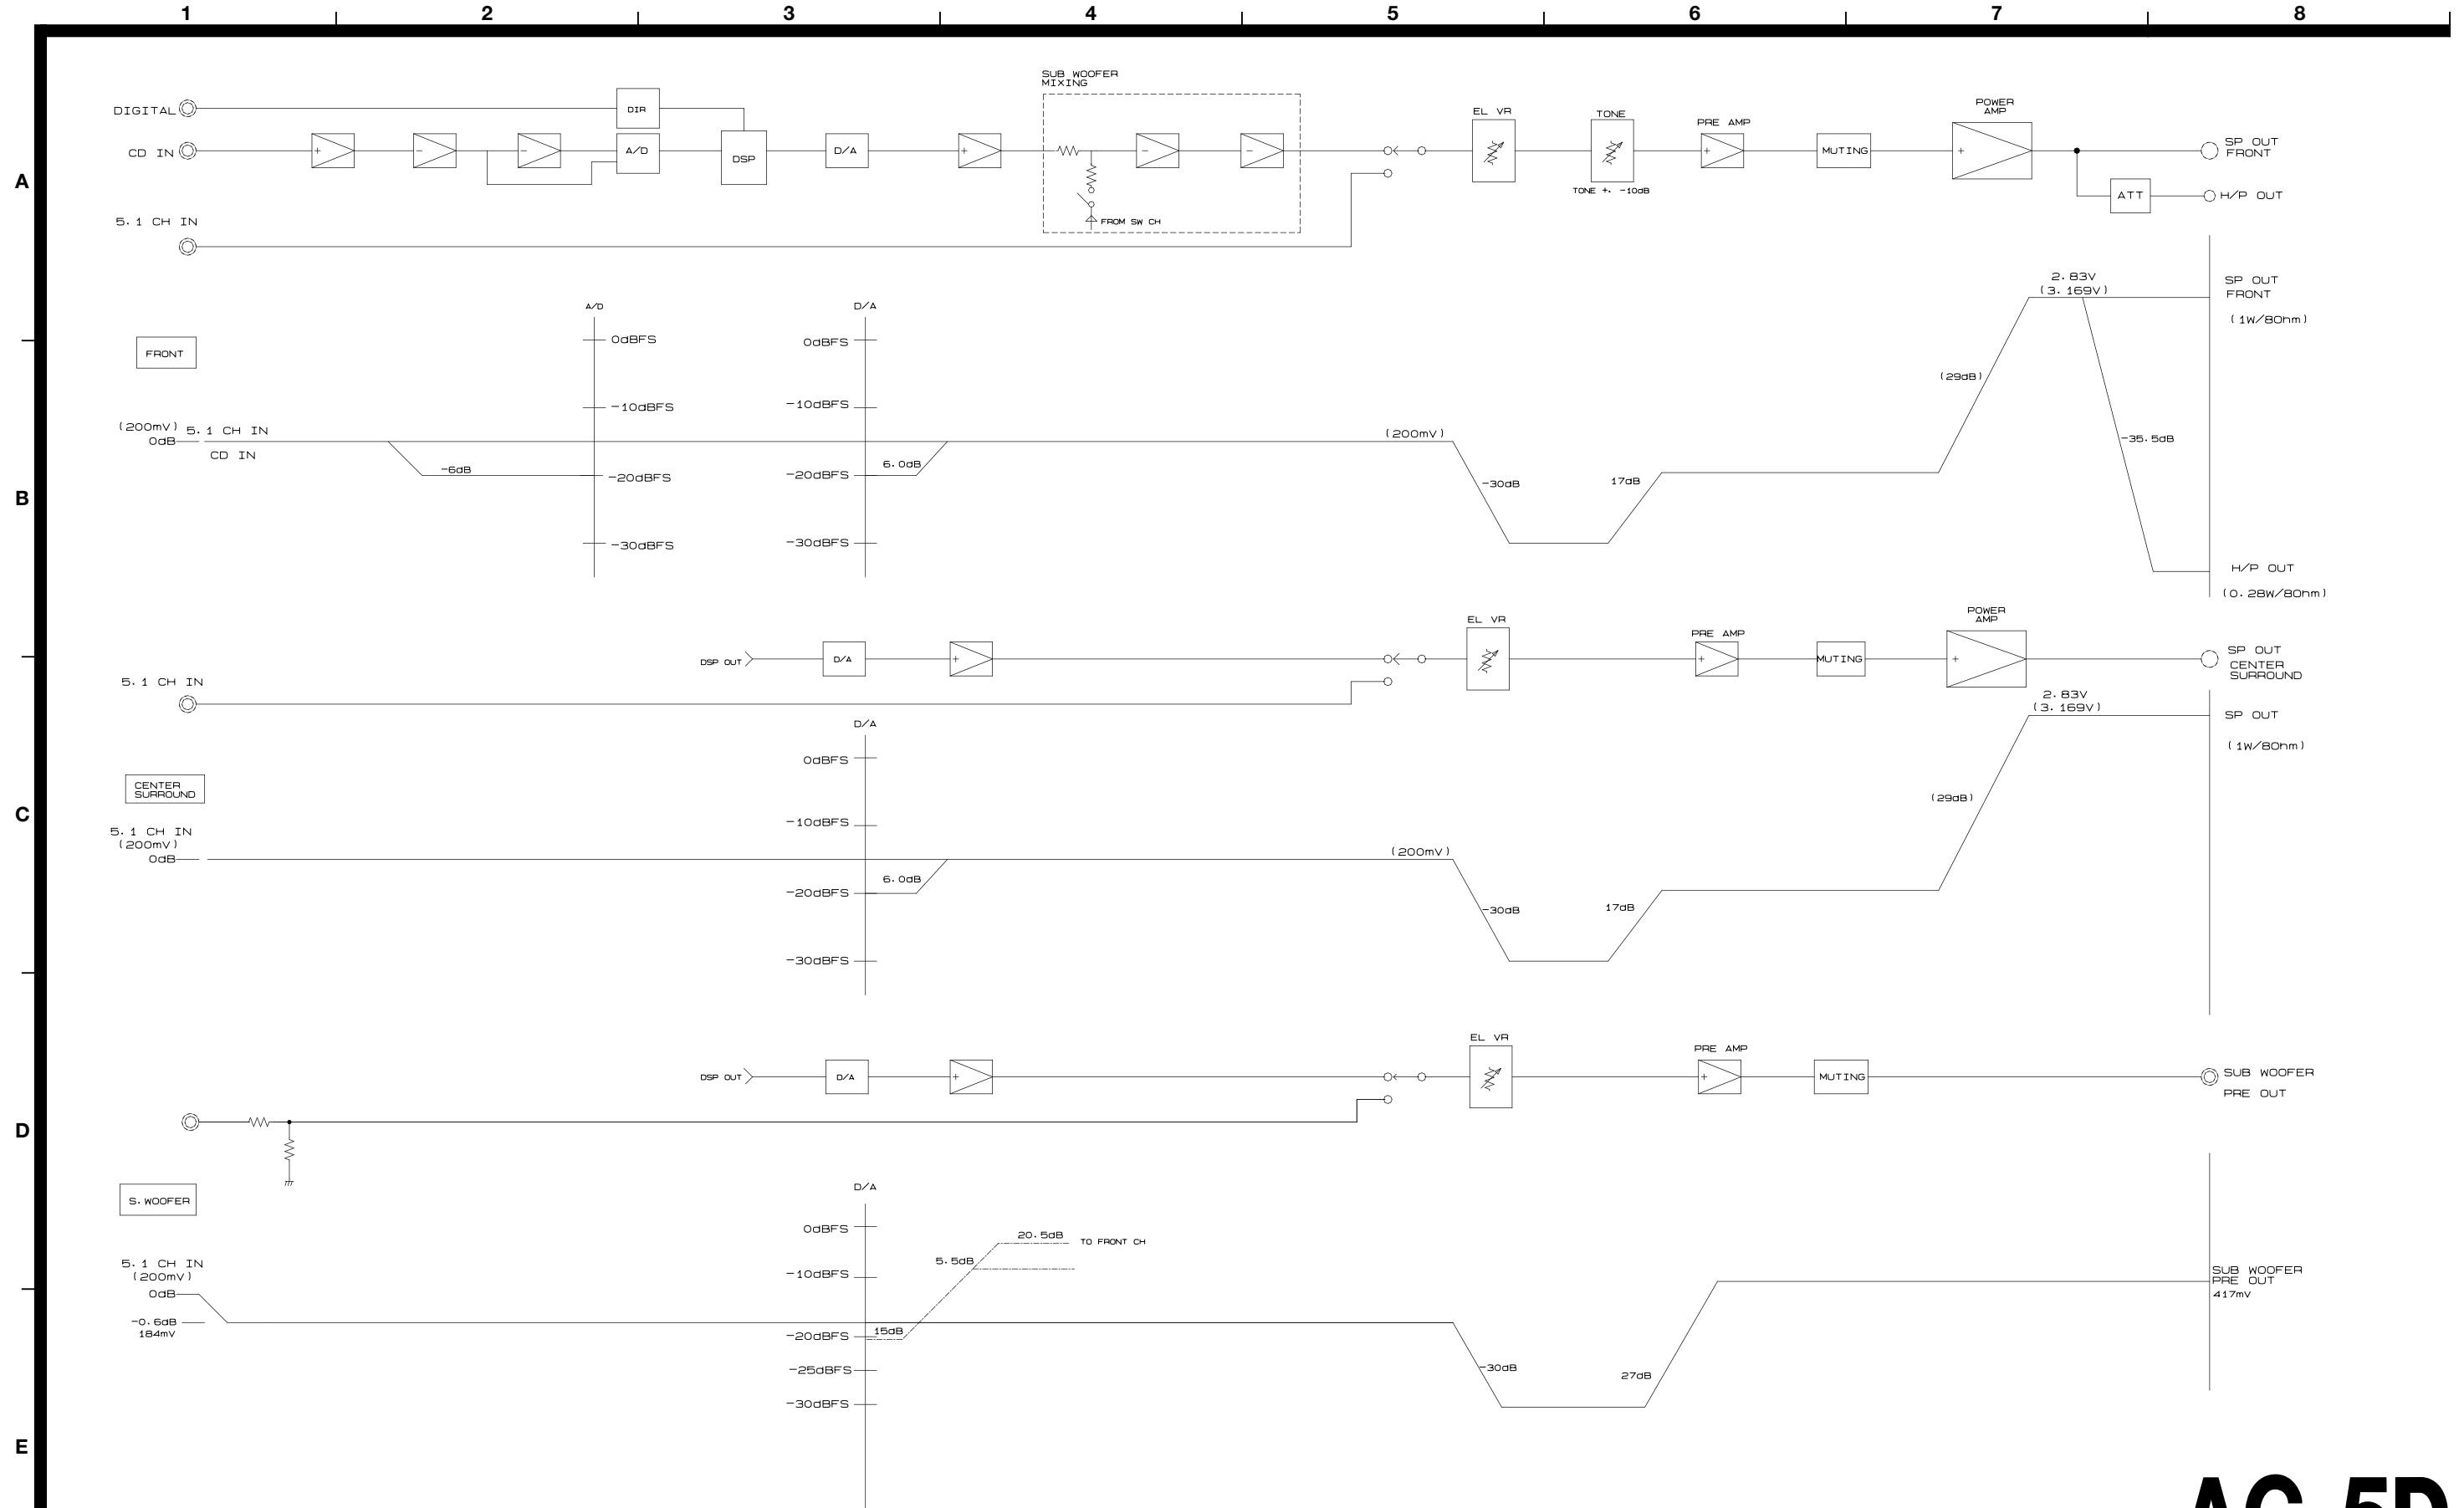 1 2 3 4 5 6 7 8
SUB WOOFER
MIXING
DIGITAL
DIR
EL VR
TONE
POWER
AMP
PRE AMP
CD IN
+
-
-
A/D
DSP
D/A
+
-
-
+
MUTING
+
SP OUT
FRONT
A
TONE +. -10dB
ATT
H/P OUT
5.1 CH IN
FROM SW CH
2.83V
(3.169V)
SP OUT
FRONT
(1W/8Ohm)
A/D
D/A
0dBFS
0dBFS
FRONT
(29dB)
-10dBFS
-10dBFS
(200mV)
0dB
5.1 CH IN
CD IN
(200mV)
-35.5dB
-6dB
-20dBFS
-20dBFS
6.0dB
-30dB
17dB
B
-30dBFS
-30dBFS
H/P OUT
(0.28W/8Ohm)
EL VR
PRE AMP
POWER
AMP
DSP OUT
D/A
+
+
MUTING
+
SP OUT
CENTER
SURROUND
5.1 CH IN
2.83V
(3.169V)
SP OUT
(1W/8Ohm)
D/A
0dBFS
CENTER
SURROUND
(29dB)
C
-10dBFS
5.1 CH IN
(200mV)
0dB
(200mV)
6.0dB
-20dBFS
-30dB
17dB
-30dBFS
EL VR
PRE AMP
DSP OUT
D/A
+
+
MUTING
SUB WOOFER
PRE OUT
D
S.WOOFER
D/A
0dBFS
20.5dB
TO FRONT CH
5.5dB
5.1 CH IN
(200mV)
0dB
-10dBFS
SUB WOOFER
PRE OUT
417mV
-0.6dB
184mV
15dB
-20dBFS
-25dBFS
-30dB
27dB
-30dBFS
E